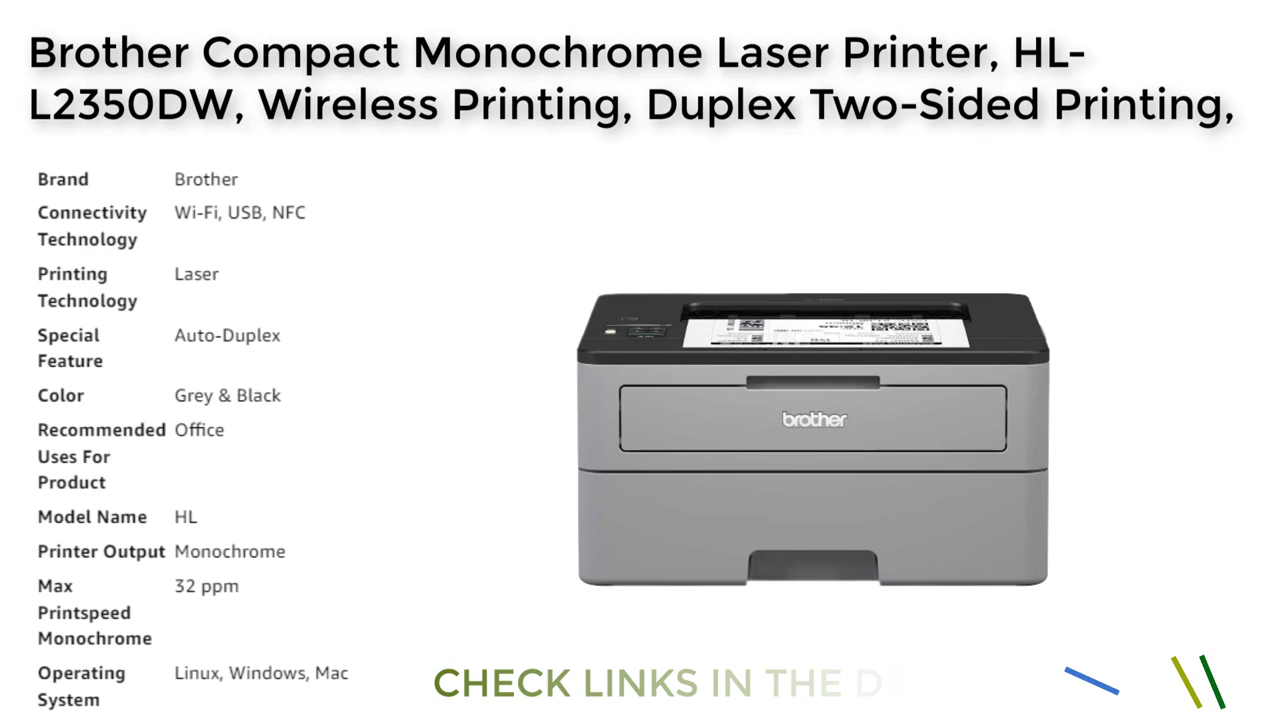 Brother Compact Monochrome Laser Printer, HL-
L2350DW, Wireless Printing, Duplex Two-Sided Printing,
Brand Brother
Connectivity Wi-Fi, USB, NFC
Technology
Printing Laser
Technology
Special Auto-Duplex
Feature
Color Grey & Black
Recommended Office
Uses For
Product
Model Name HL
Printer Output Monochrome
Max 32 ppm
Printspeed
Monochrome
Operating Linux, Windows, Mac
System
brother
CHECK LINKS IN THE DE